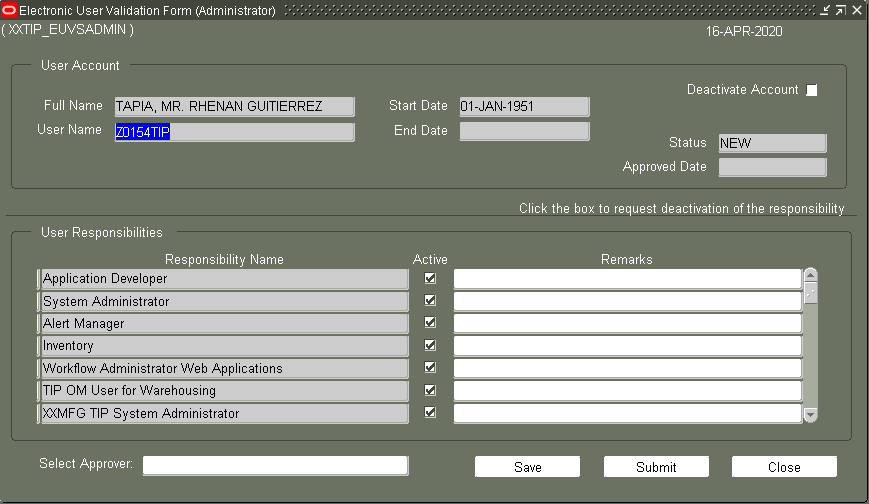 Electronic User Validation Form (Administrator)
( XXTIP_EUVSADMIN )
16-APR-2020
User Account
Deactivate Account
Full Name TAPIA, MR. RHENAN GUITIERREZ Start Date 01-JAN-1951
User Name Z0154TIP End Date
Status NEW
Approved Date
Click the box to request deactivation of the responsibility
User Responsibilities
Responsibility Name Active Remarks
Application Developer
System Administrator
Alert Manager
Inventory
Workflow Administrator Web Applications
TIP OM User for Warehousing
XXMFG TIP System Administrator
Select Approver: Save Submit Close